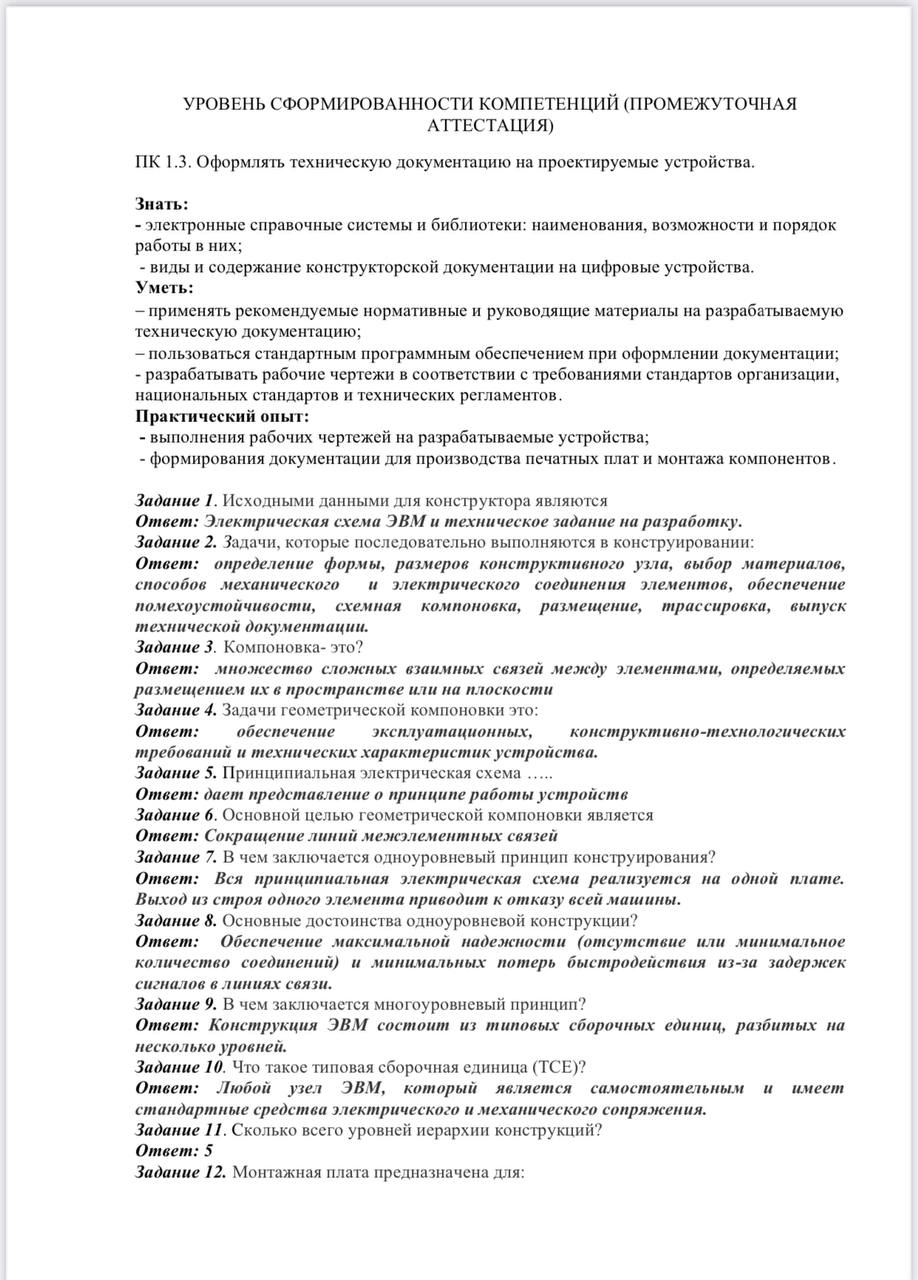 УРОВЕНЬ СФОРМИРОВАННОСТИ КОМПЕТЕНЦИЙ (ПРОМЕЖУТОЧНАЯ
АТТЕСТАЦИЯ)
ПК 1.3. Оформлять техническую документацию на проектируемые устройства.
Знать:
- электронные справочные системы и библиотеки: наименования, возможности и порядок
работы в них;
- виды и содержание конструкторской документации на цифровые устройства.
Уметь:
– применять рекомендуемые нормативные и руководящие материалы на разрабатываемую
техническую документацию;
– пользоваться стандартным программным обеспечением при оформлении документации;
- разрабатывать рабочие чертежи в соответствии с требованиями стандартов организации,
национальных стандартов и технических регламентов.
Практический опыт:
- выполнения рабочих чертежей на разрабатываемые устройства;
- формирования документации для производства печатных плат и монтажа компонентов.
Задание 1. Исходными данными для конструктора являются
Ответ: Электрическая схема ЭВМ и техническое задание на разработку.
Задание 2. Задачи, которые последовательно выполняются в конструировании:
Ответ: определение формы, размеров конструктивного узла, выбор материалов,
способов механического и электрического соединения элементов, обеспечение
помехоустойчивости, схемная компоновка, размещение, трассировка, выпуск
технической документации.
Задание 3. Компоновка- это?
Ответ: множество сложных взаимных связей между элементами, определяемых
размещением их в пространстве или на плоскости
Задание 4. Задачи геометрической компоновки это:
Ответ: обеспечение эксплуатационных, конструктивно-технологических
требований и технических характеристик устройства.
Задание 5. Принципиальная электрическая схема …..
Ответ: дает представление о принципе работы устройств
Задание 6. Основной целью геометрической компоновки является
Ответ: Сокращение линий межэлементных связей
Задание 7. В чем заключается одноуровневый принцип конструирования?
Ответ: Вся принципиальная электрическая схема реализуется на одной плате.
Выход из строя одного элемента приводит к отказу всей машины.
Задание 8. Основные достоинства одноуровневой конструкции?
Ответ: Обеспечение максимальной надежности (отсутствие или минимальное
количество соединений) и минимальных потерь быстродействия из-за задержек
сигналов в линиях связи.
Задание 9. В чем заключается многоуровневый принцип?
Ответ: Конструкция ЭВМ состоит из типовых сборочных единиц, разбитых на
несколько уровней.
Задание 10. Что такое типовая сборочная единица (ТСЕ)?
Ответ: Любой узел ЭВМ, который является самостоятельным и имеет
стандартные средства электрического и механического сопряжения.
Задание 11. Сколько всего уровней иерархии конструкций?
Ответ: 5
Задание 12. Монтажная плата предназначена для: